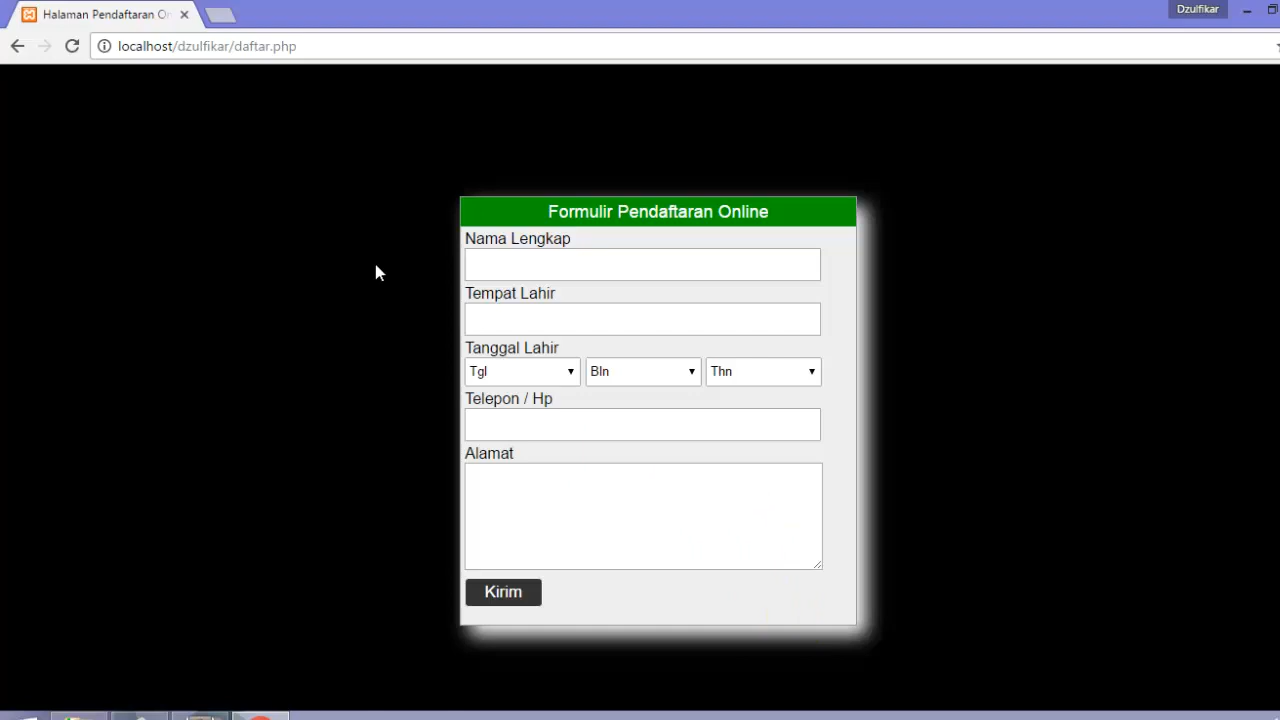 Halaman Pendaftaran On
Dzulfikar
localhost/dzulfikar/daftar.php
Formulir Pendaftaran Online
Nama Lengkap
Tempat Lahir
Tanggal Lahir
Tgl Bln Thn
Telepon / Hp
Alamat
Kirim